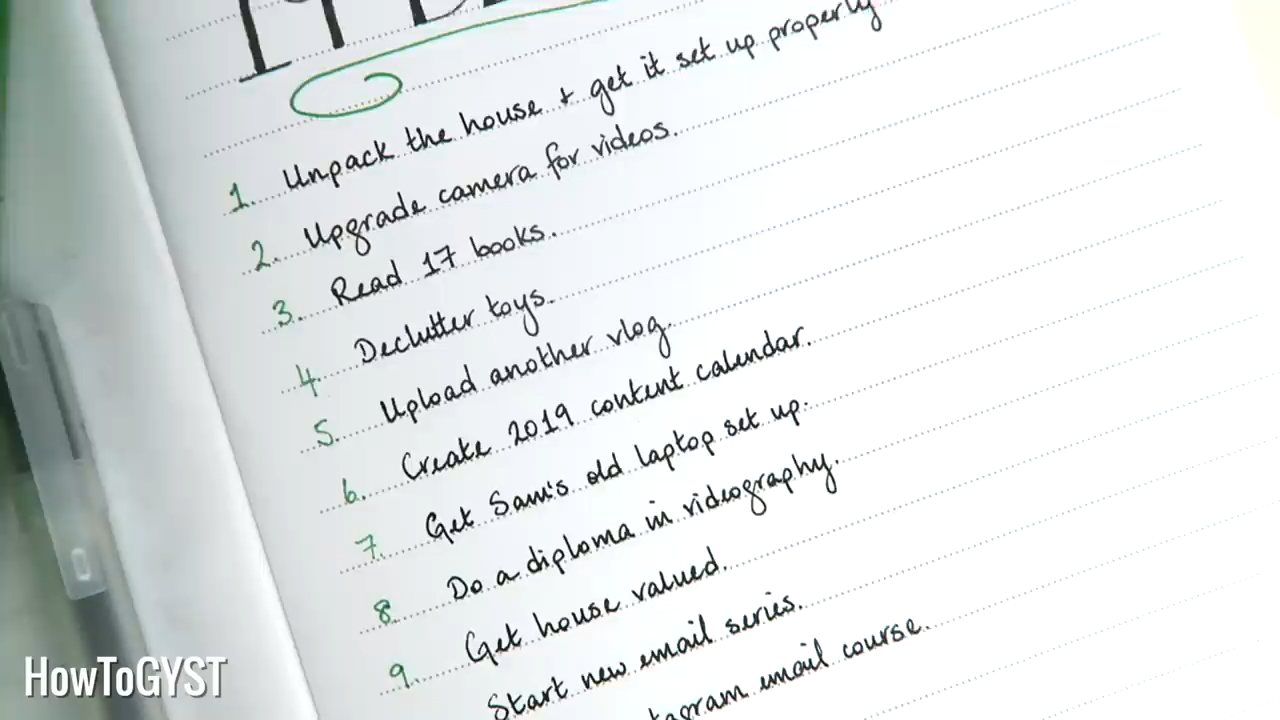 1. Unpack the house + get it set up properly
2. Upgrade camera for videos.
3. Read 17 books.
4. Declutter toys.
5. Upload another vlog.
6. Create 2019 content calendar.
7. Get Sam's old laptop set up.
8. Do a diploma in videography.
9. Get house valued.
Start new email series.
email course.
HowToGYST